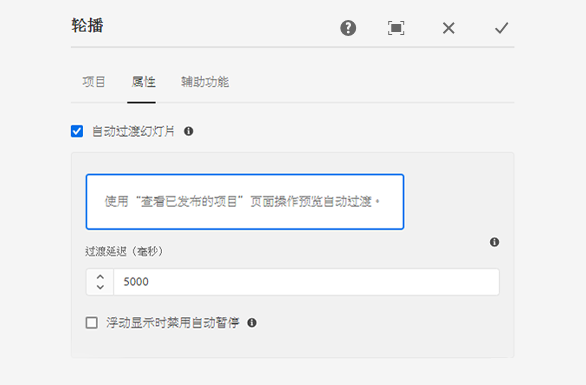 轮播
项目 属性 辅助功能
自动过渡幻灯片
使用“查看已发布的项目”页面操作预览自动过渡。
过渡延迟（毫秒）
5000
浮动显示时禁用自动暂停